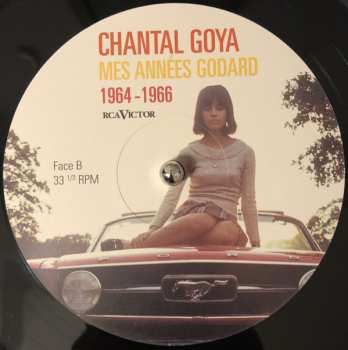 CHANTAL GOYA
MES ANNÉES GODARD
1964-1966
RCA VICTOR
Face B
33 1/3 RPM